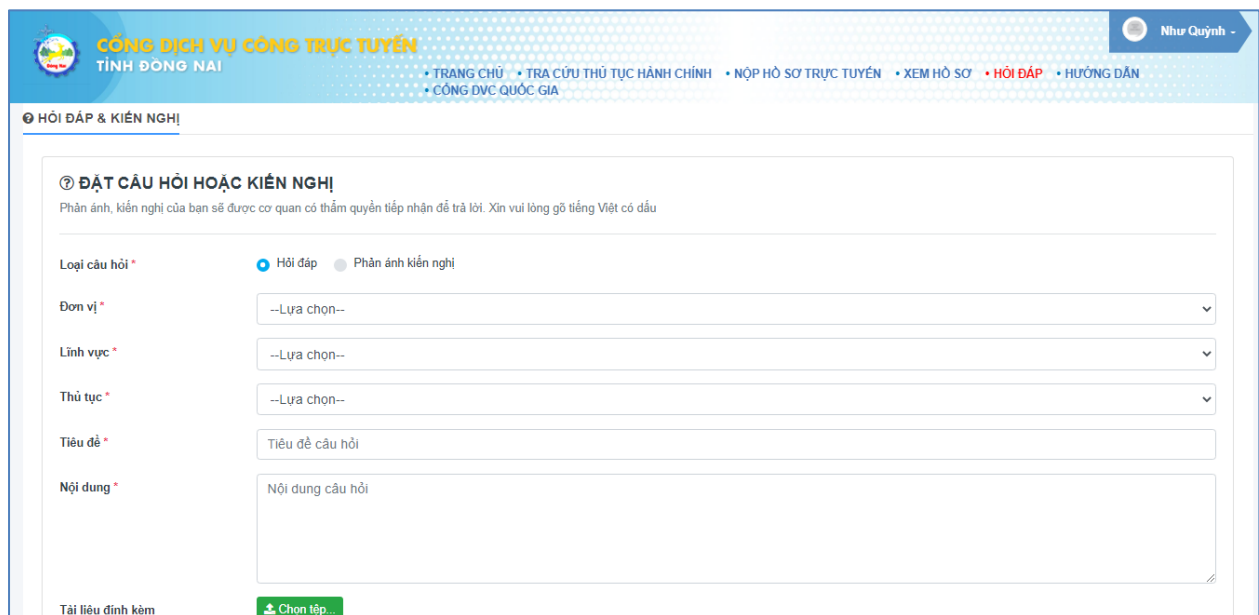 CỔNG DỊCH VỤ CÔNG TRỰC TUYẾN
TỈNH ĐỒNG NAI
Đồng Nai
Như Quỳnh
• TRANG CHỦ • TRA CỨU THỦ TỤC HÀNH CHÍNH • NỘP HỒ SƠ TRỰC TUYẾN • XEM HỒ SƠ • HỎI ĐÁP • HƯỚNG DẪN
• CỔNG DVC QUỐC GIA
HỎI ĐÁP & KIẾN NGHỊ
ĐẶT CÂU HỎI HOẶC KIẾN NGHỊ
Phản ánh, kiến nghị của bạn sẽ được cơ quan có thẩm quyền tiếp nhận để trả lời. Xin vui lòng gõ tiếng Việt có dấu
Loại câu hỏi * Hỏi đáp Phản ánh kiến nghị
Đơn vị * --Lựa chọn--
Lĩnh vực * --Lựa chọn--
Thủ tục * --Lựa chọn--
Tiêu đề * Tiêu đề câu hỏi
Nội dung * Nội dung câu hỏi
Tài liệu đính kèm Chọn tệp...